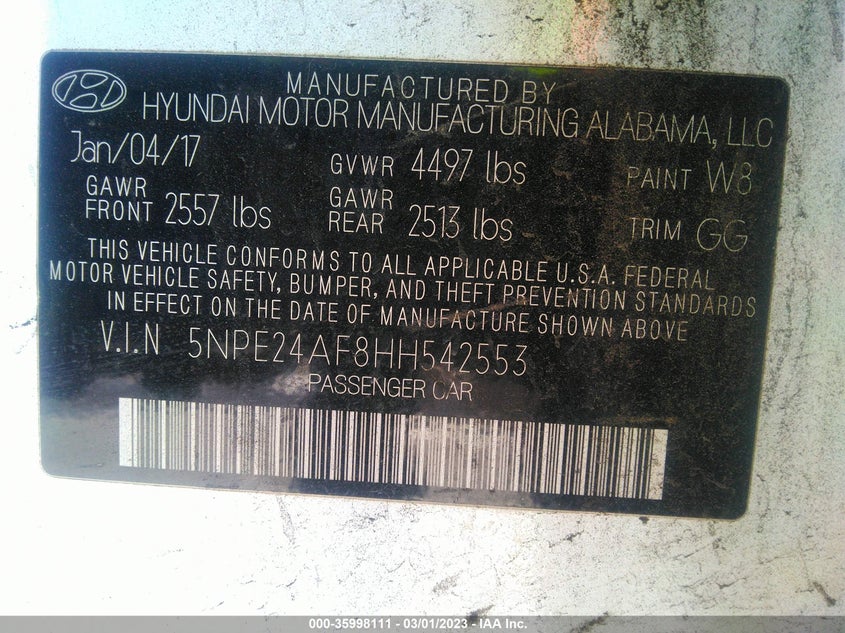 MANUFACTURED BY
HYUNDAI MOTOR MANUFACTURING ALABAMA, LLC
Jan/04/17 GVWR 4497 lbs PAINT W8
GAWR FRONT 2557 lbs GAWR REAR 2513 lbs TRIM GG
THIS VEHICLE CONFORMS TO ALL APPLICABLE U.S.A. FEDERAL
MOTOR VEHICLE SAFETY, BUMPER, AND THEFT PREVENTION STANDARDS
IN EFFECT ON THE DATE OF MANUFACTURE SHOWN ABOVE
V.I.N 5NPE24AF8HH542553
PASSENGER CAR
000-35998111 - 03/01/2023 - IAA Inc.